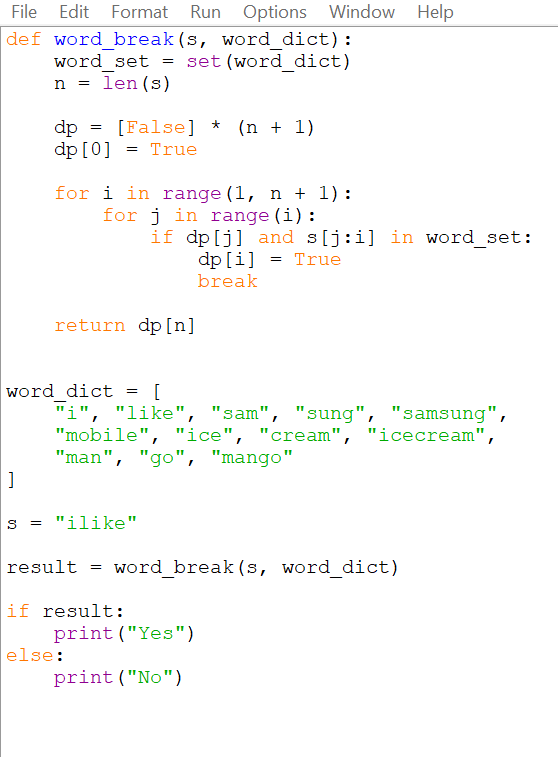 File Edit Format Run Options Window Help
def word_break(s, word_dict):
    word_set = set(word_dict)
    n = len(s)

    dp = [False] * (n + 1)
    dp[0] = True

    for i in range(1, n + 1):
        for j in range(i):
            if dp[j] and s[j:i] in word_set:
                dp[i] = True
                break

    return dp[n]


word_dict = [
    "i", "like", "sam", "sung", "samsung",
    "mobile", "ice", "cream", "icecream",
    "man", "go", "mango"
]

s = "ilike"

result = word_break(s, word_dict)

if result:
    print("Yes")
else:
    print("No")